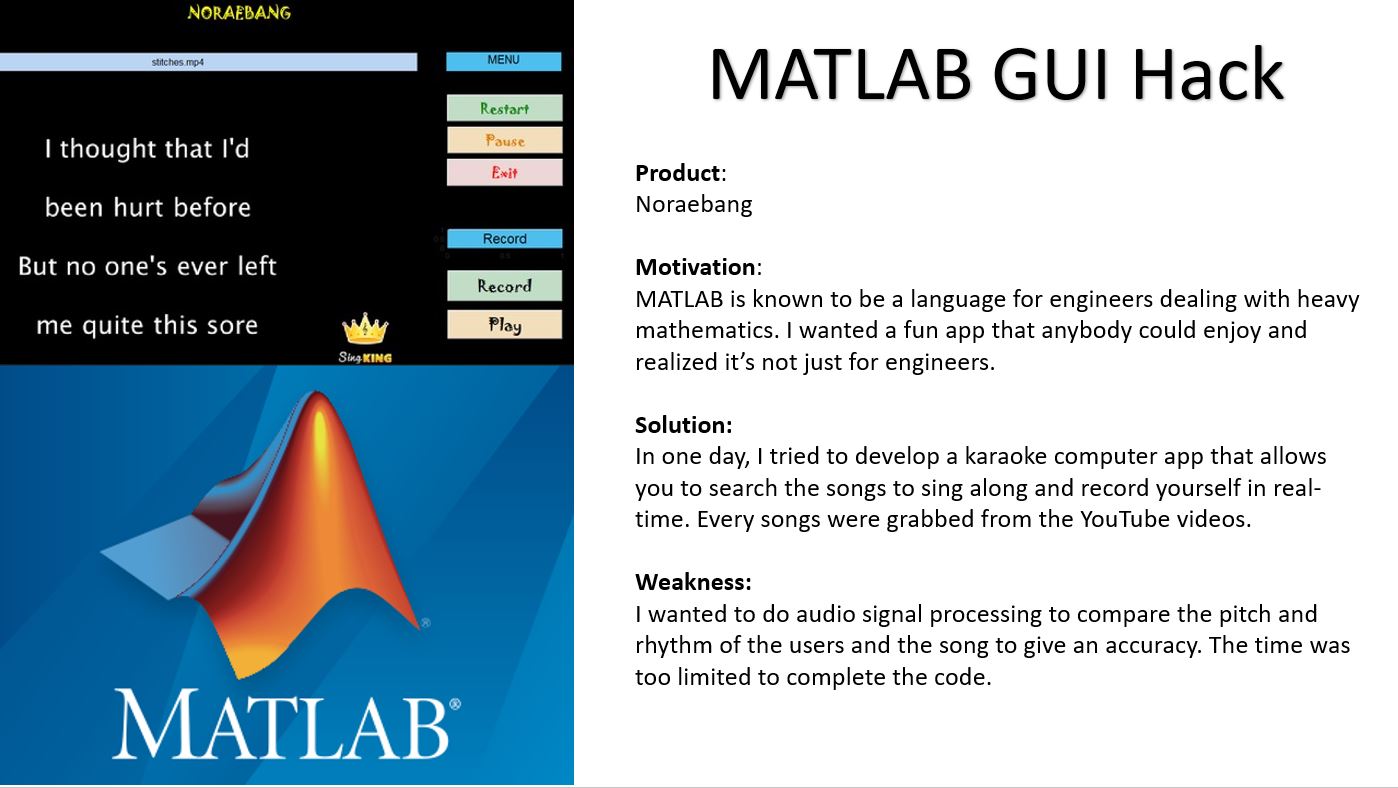 NORAEBANG
stitches.mp4
MENU
Restart
Pause
Exit
I thought that I'd
been hurt before
But no one's ever left
me quite this sore
Record
Record
Play
Sing KING
MATLAB®
MATLAB GUI Hack
Product:
Noraebang
Motivation:
MATLAB is known to be a language for engineers dealing with heavy
mathematics. I wanted a fun app that anybody could enjoy and
realized it’s not just for engineers.
Solution:
In one day, I tried to develop a karaoke computer app that allows
you to search the songs to sing along and record yourself in real-
time. Every songs were grabbed from the YouTube videos.
Weakness:
I wanted to do audio signal processing to compare the pitch and
rhythm of the users and the song to give an accuracy. The time was
too limited to complete the code.